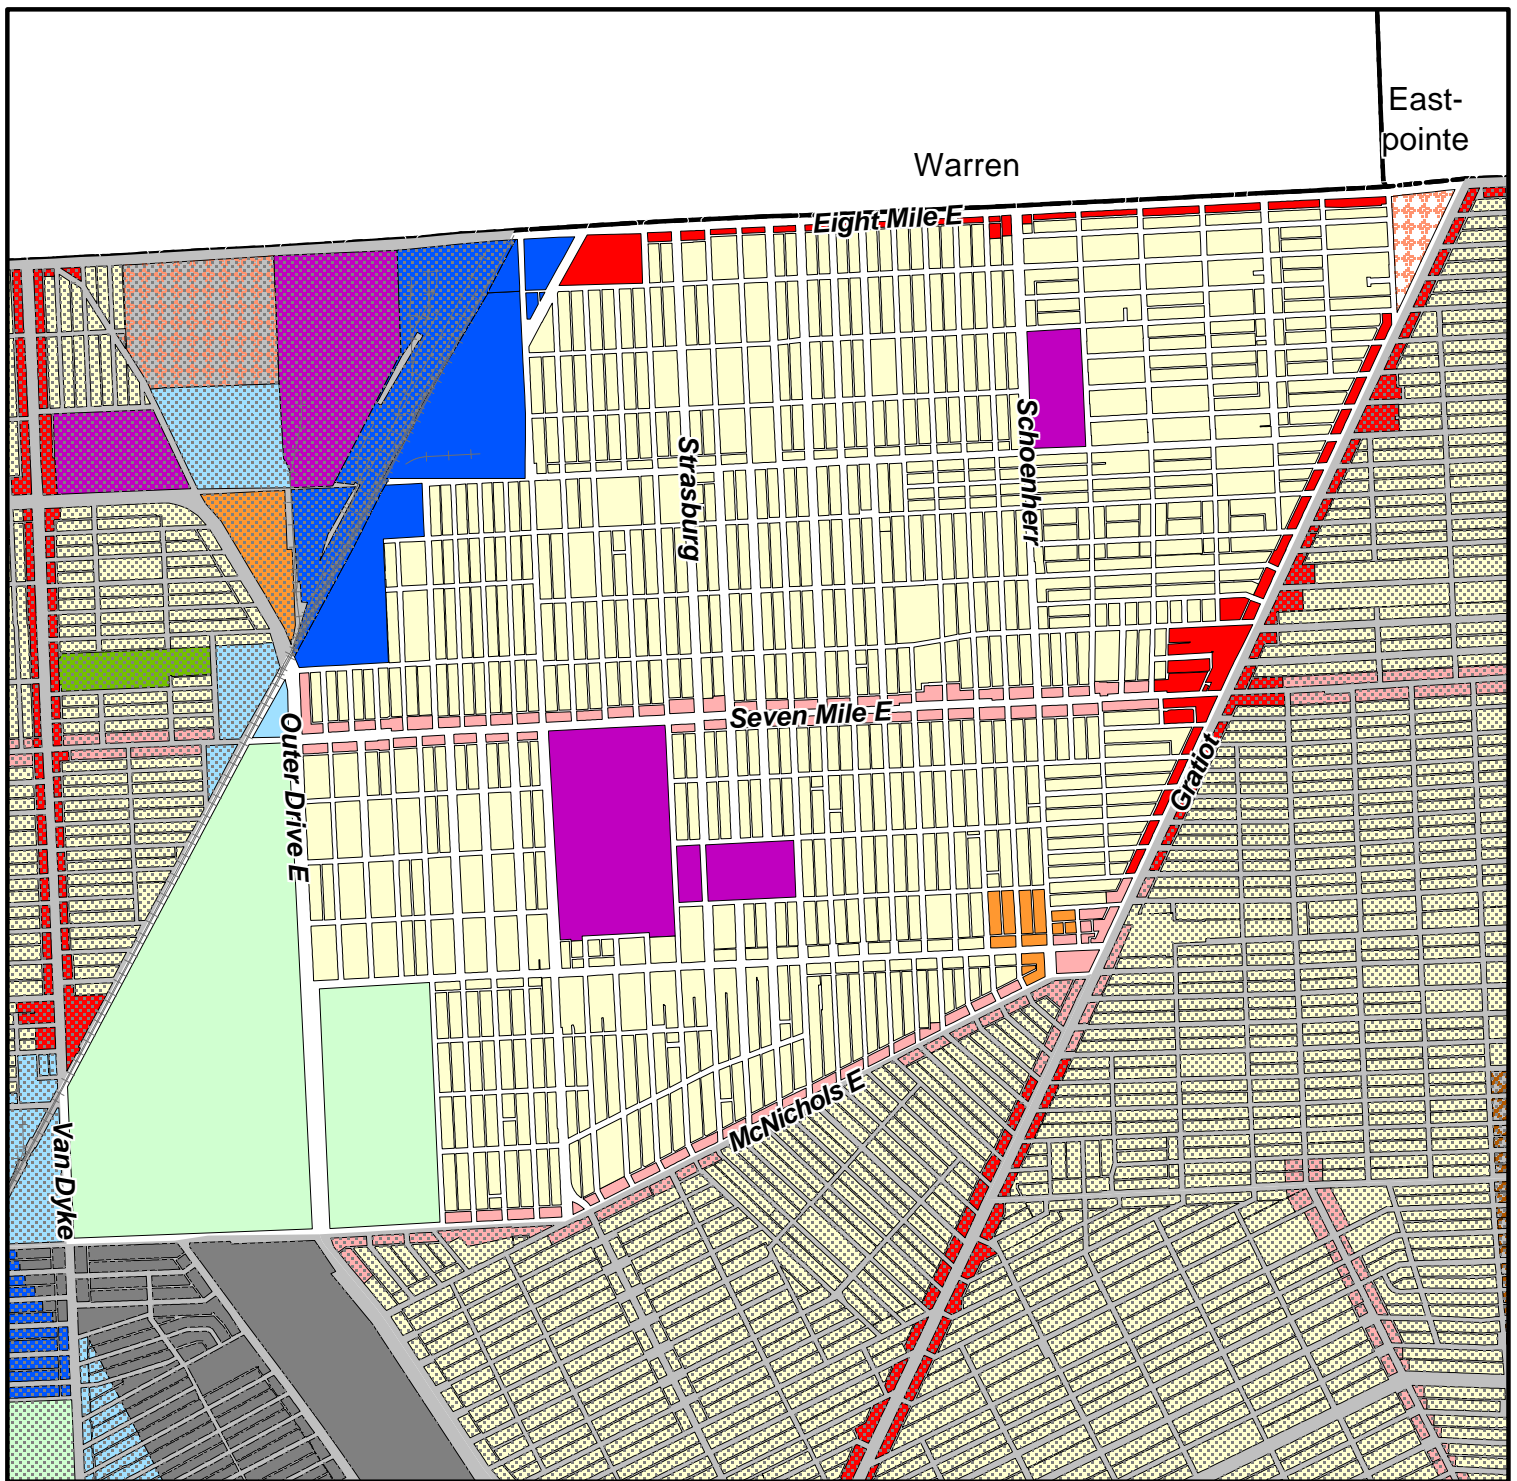 East-
pointe
Warren
Eight Mile E
Schoenherr
Strasburg
Seven Mile E
Outer Drive E
Gratiot
McNichols E
Van Dyke